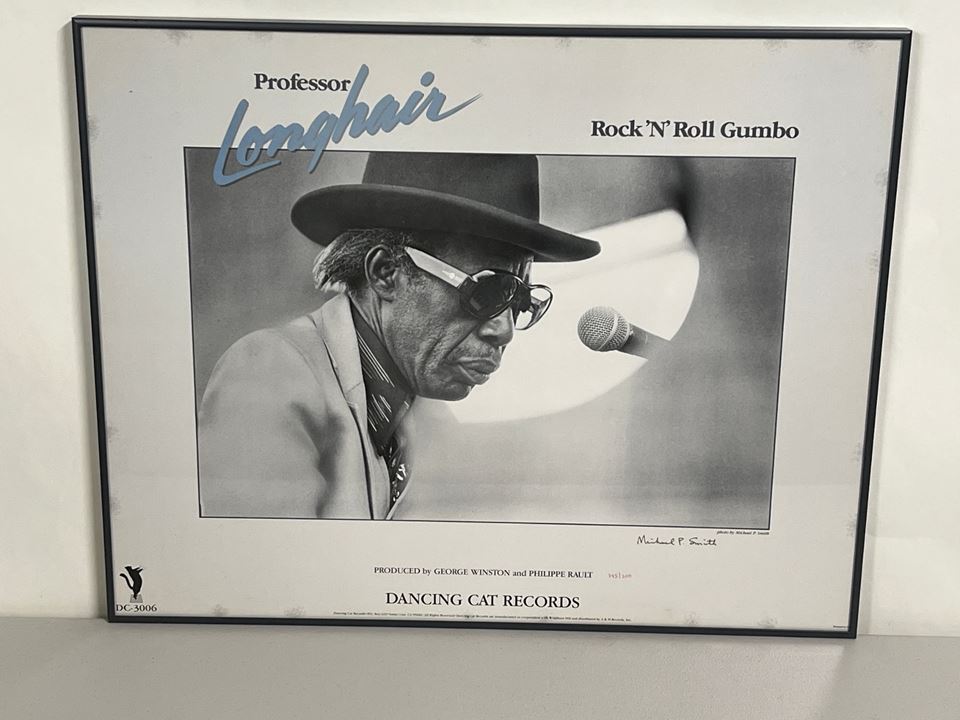 Professor
Longhair
Rock 'N' Roll Gumbo
photo by Michael P. Smith
Michael P. Smith
PRODUCED by GEORGE WINSTON and PHILIPPE RAULT
DC-3006
DANCING CAT RECORDS